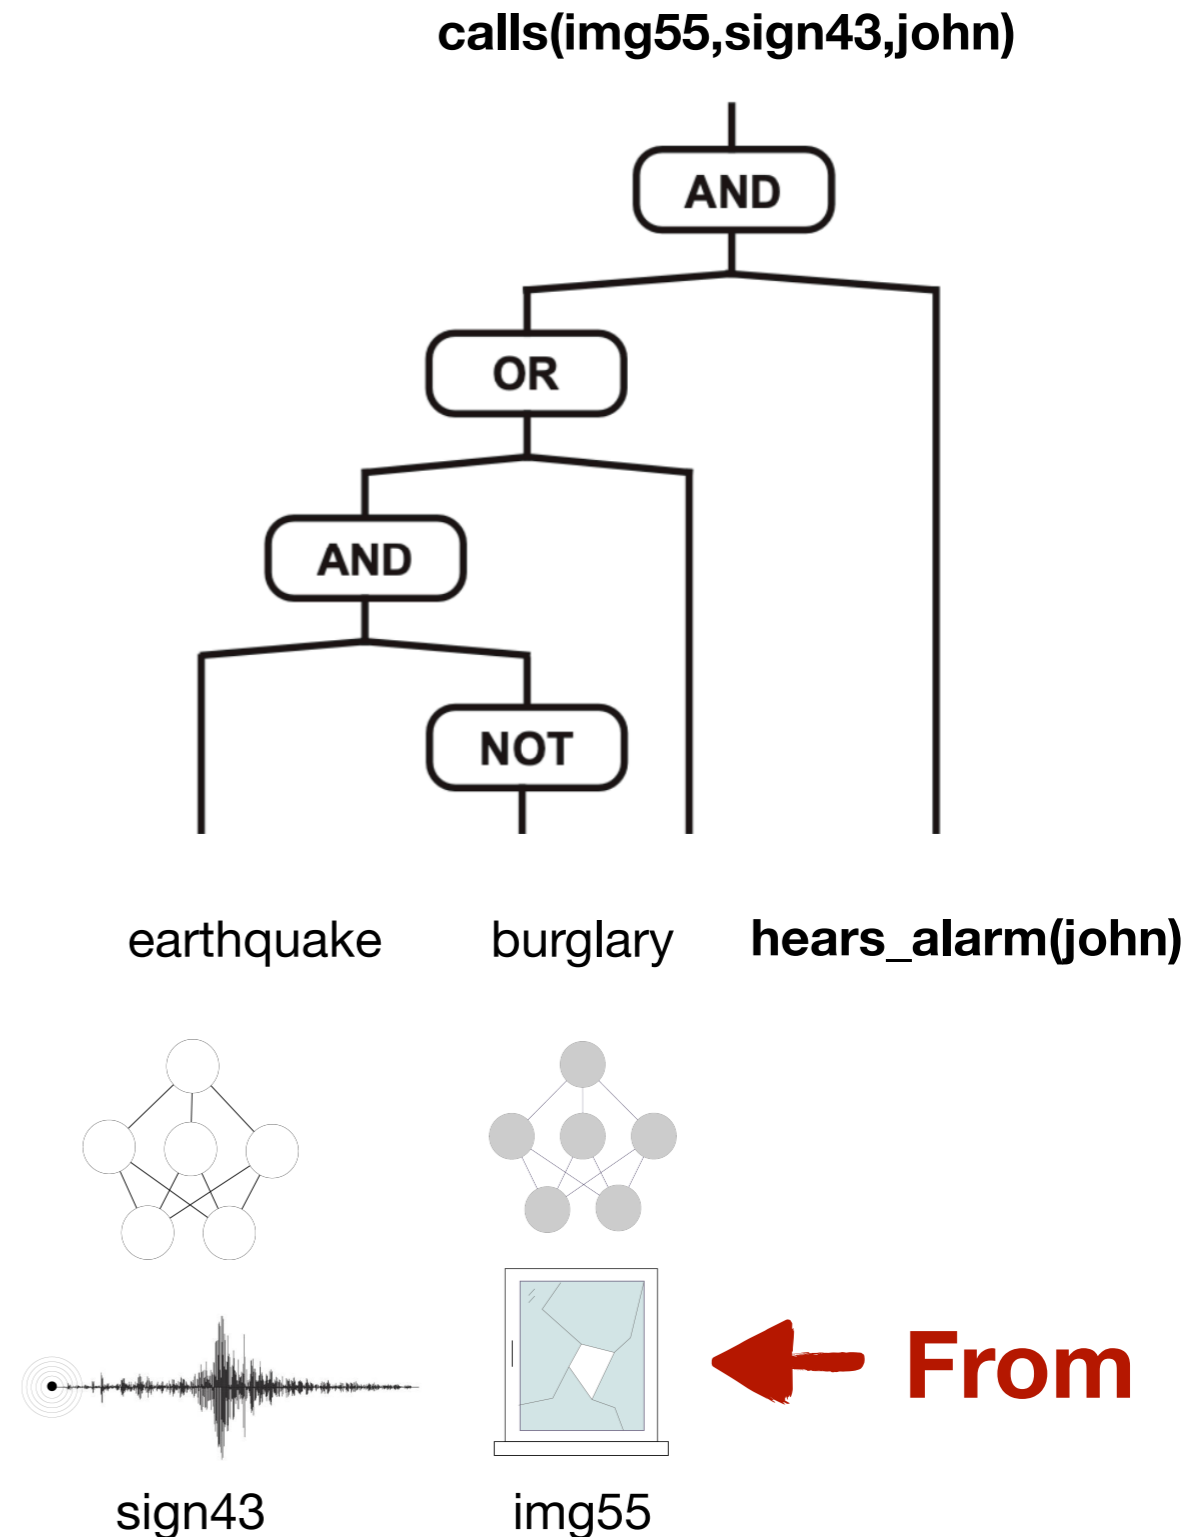 calls(img55,sign43,john)
AND
OR
AND
NOT
earthquake burglary hears_alarm(john)
From
sign43 img55